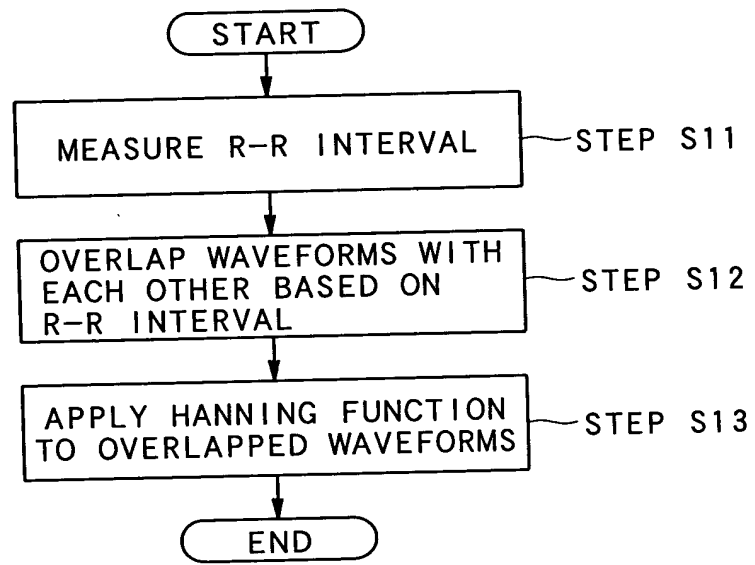 START
MEASURE R-R INTERVAL
STEP S11
OVERLAP WAVEFORMS WITH
EACH OTHER BASED ON
R-R INTERVAL
STEP S12
APPLY HANNING FUNCTION
TO OVERLAPPED WAVEFORMS
STEP S13
END